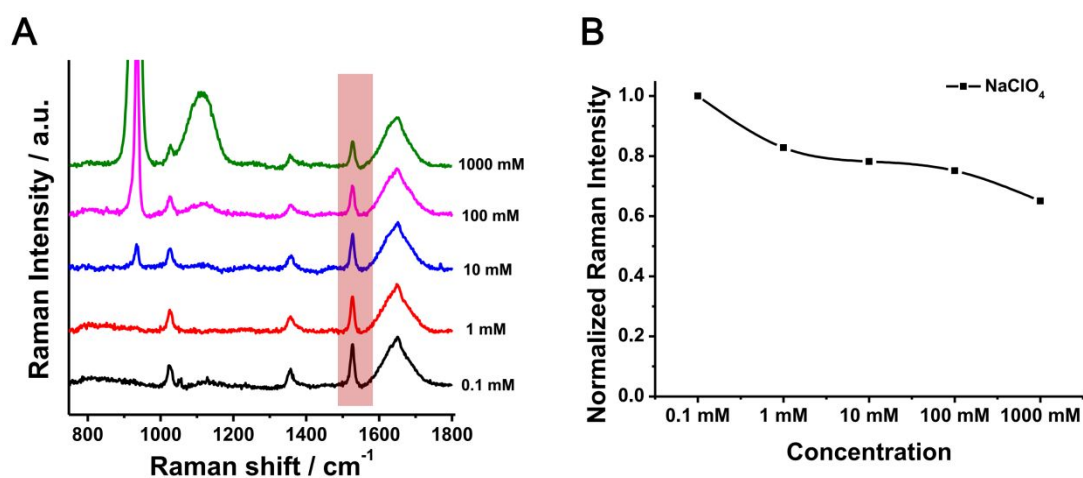 A
Raman Intensity / a.u.
1000 mM
100 mM
10 mM
1 mM
0.1 mM
800 1000 1200 1400 1600 1800
Raman shift / cm⁻¹
B
Normalized Raman Intensity
NaClO₄
1.0
0.8
0.6
0.4
0.2
0.0
0.1 mM 1 mM 10 mM 100 mM 1000 mM
Concentration